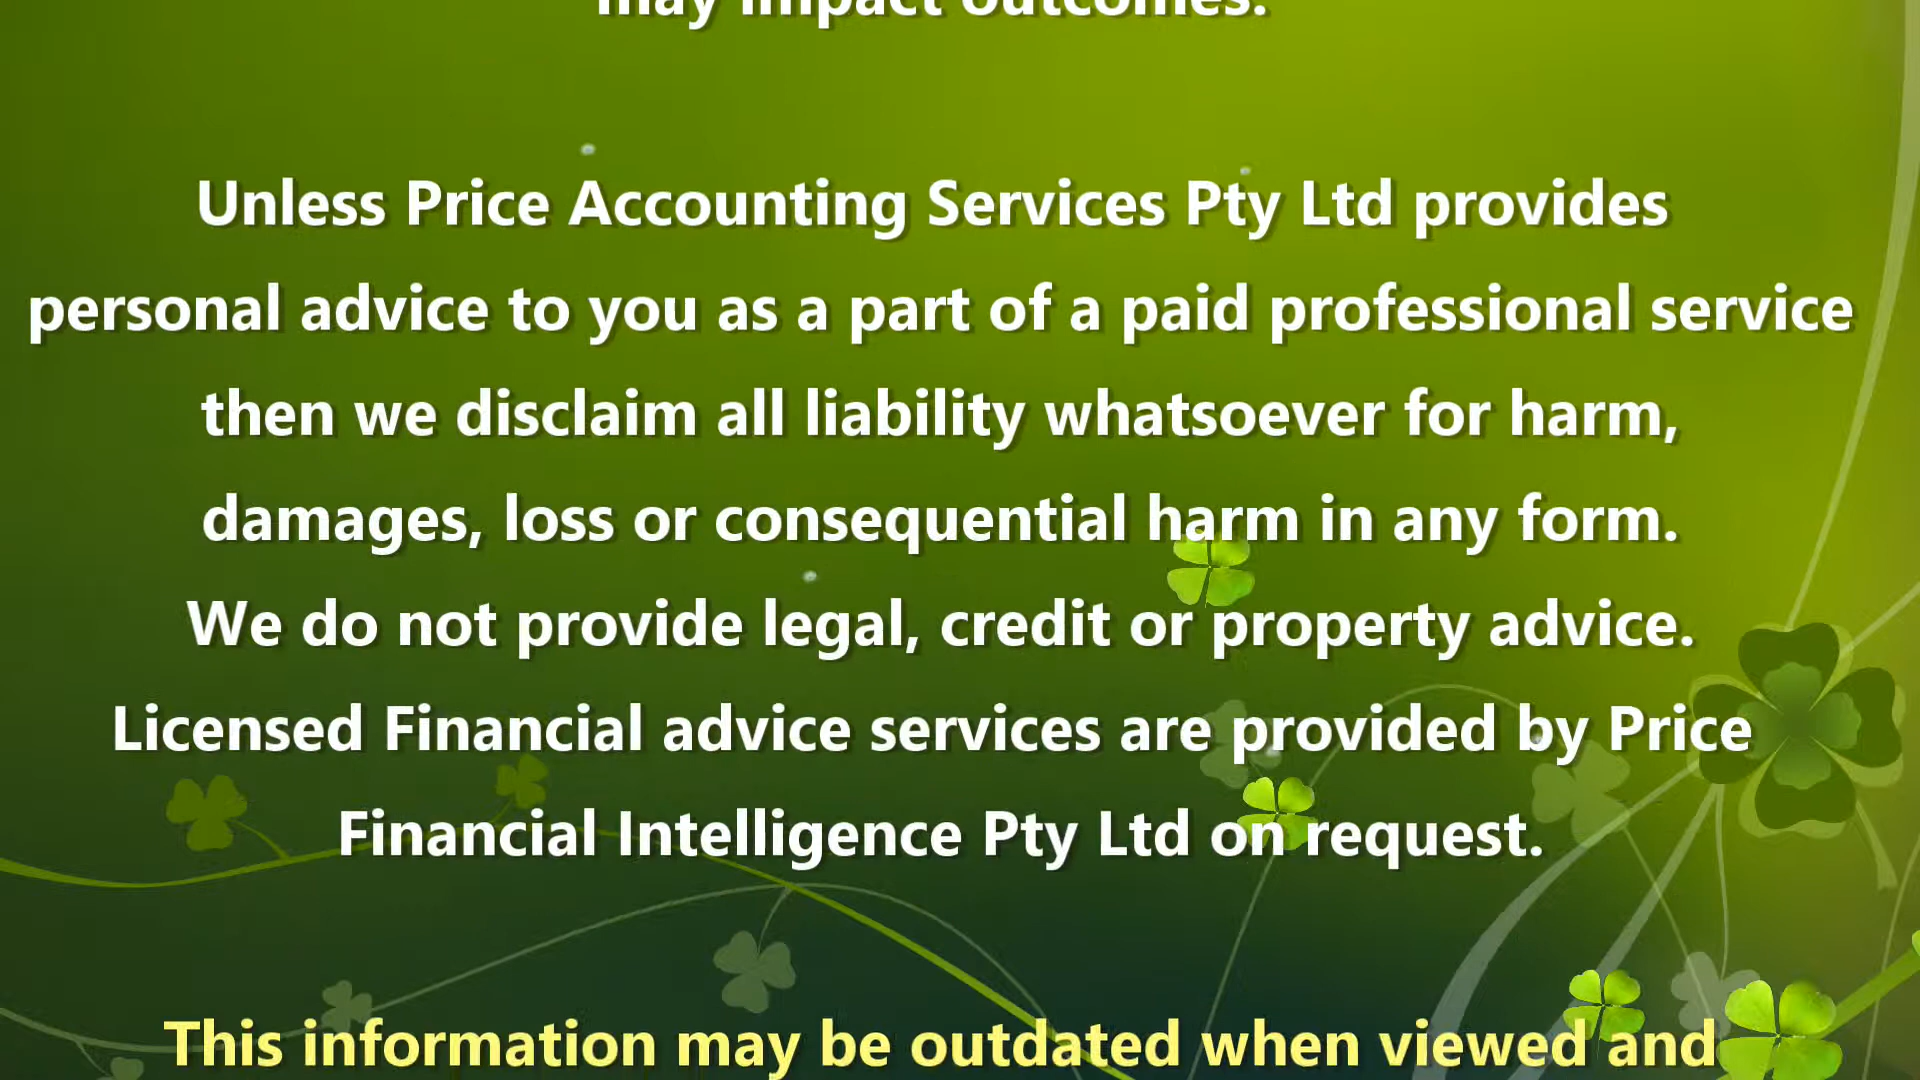 may impact outcomes.
Unless Price Accounting Services Pty Ltd provides
personal advice to you as a part of a paid professional service
then we disclaim all liability whatsoever for harm,
damages, loss or consequential harm in any form.
We do not provide legal, credit or property advice.
Licensed Financial advice services are provided by Price
Financial Intelligence Pty Ltd on request.
This information may be outdated when viewed and